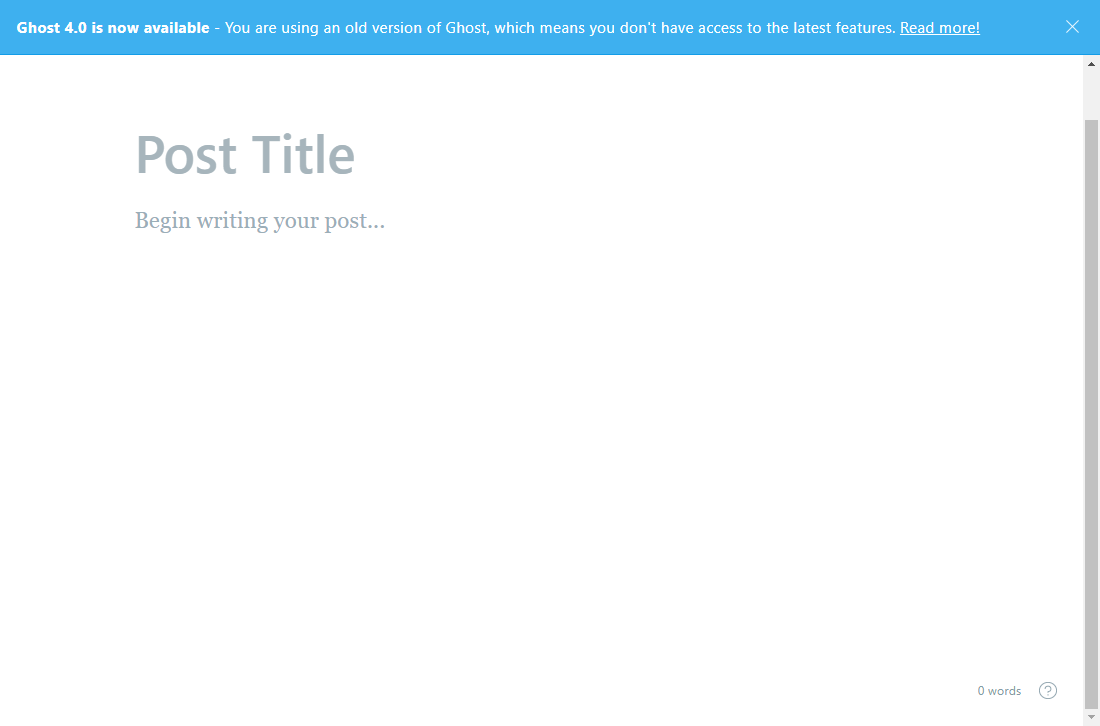 Ghost 4.0 is now available - You are using an old version of Ghost, which means you don't have access to the latest features. Read more!
Post Title
Begin writing your post...
0 words